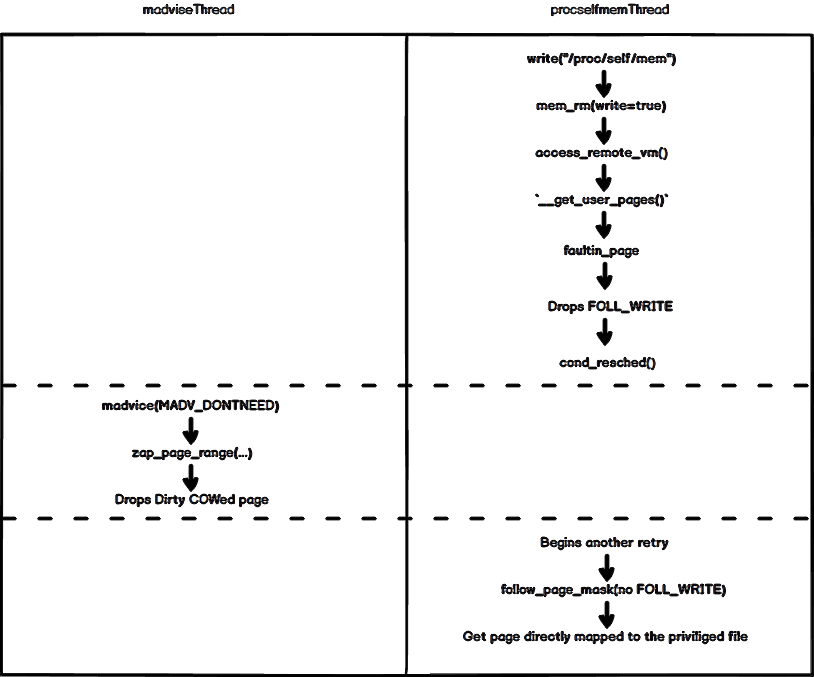 madviseThread
procselfmemThread
write("/proc/self/mem")
mem_rm(write=true)
access_remote_vm()
`__get_user_pages()`
faultin_page
Drops FOLL_WRITE
cond_resched()
madvice(MADV_DONTNEED)
zap_page_range(...)
Drops Dirty COWed page
Begins another retry
follow_page_mask(no FOLL_WRITE)
Get page directly mapped to the priviliged file